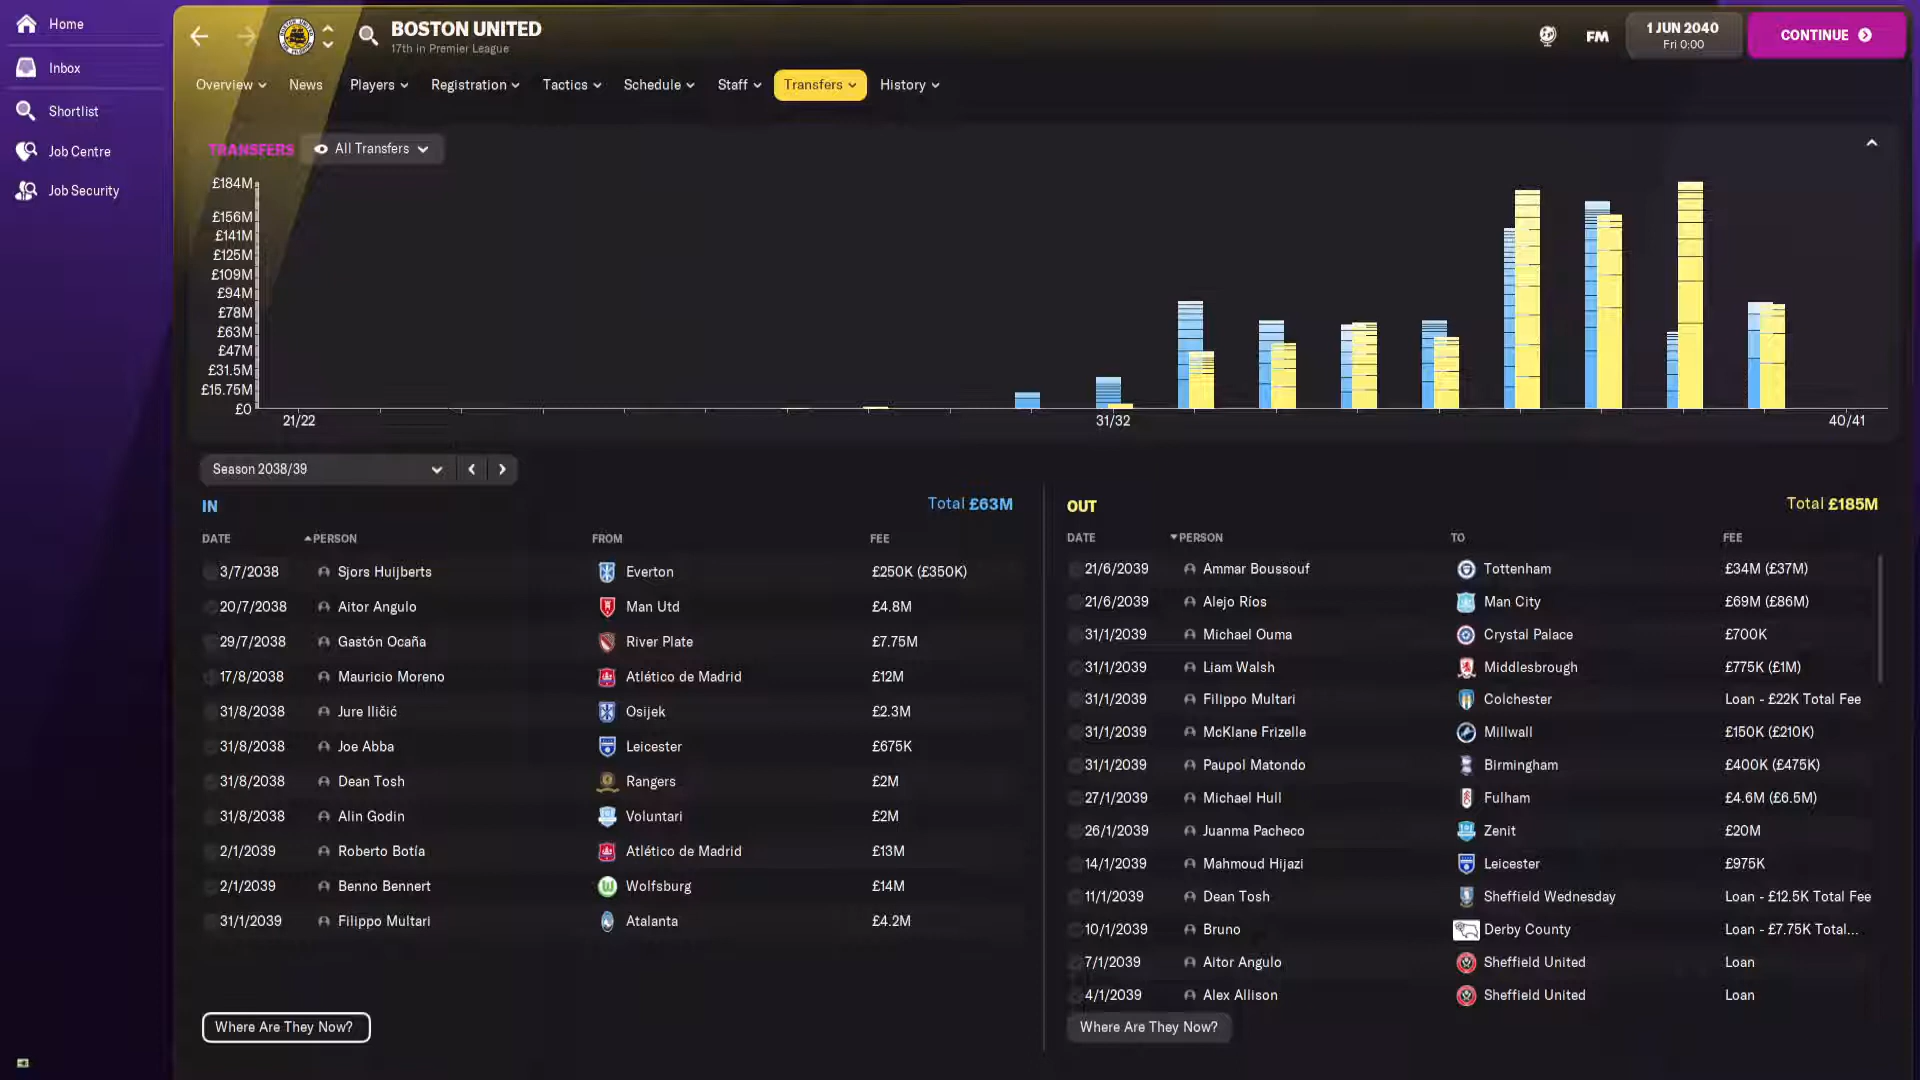 Home
Inbox
Shortlist
Job Centre
Job Security
BOSTON UNITED
17th in Premier League
FM
1 JUN 2040
Fri 0:00
CONTINUE
Overview
News
Players
Registration
Tactics
Schedule
Staff
Transfers
History
TRANSFERS
All Transfers
£184M
£156M
£141M
£125M
£109M
£94M
£78M
£63M
£47M
£31.5M
£15.75M
£0
21/22
31/32
40/41
Season 2038/39
IN
Total £63M
DATE PERSON FROM FEE
3/7/2038 Sjors Huijberts Everton £250K (£350K)
20/7/2038 Aitor Angulo Man Utd £4.8M
29/7/2038 Gastón Ocaña River Plate £7.75M
17/8/2038 Mauricio Moreno Atlético de Madrid £12M
31/8/2038 Jure Iličić Osijek £2.3M
31/8/2038 Joe Abba Leicester £675K
31/8/2038 Dean Tosh Rangers £2M
31/8/2038 Alin Godin Voluntari £2M
2/1/2039 Roberto Botía Atlético de Madrid £13M
2/1/2039 Benno Bennert Wolfsburg £14M
31/1/2039 Filippo Multari Atalanta £4.2M
Where Are They Now?
OUT
Total £185M
DATE PERSON TO FEE
21/6/2039 Ammar Boussouf Tottenham £34M (£37M)
21/6/2039 Alejo Ríos Man City £69M (£86M)
31/1/2039 Michael Ouma Crystal Palace £700K
31/1/2039 Liam Walsh Middlesbrough £775K (£1M)
31/1/2039 Filippo Multari Colchester Loan - £22K Total Fee
31/1/2039 McKlane Frizelle Millwall £150K (£210K)
31/1/2039 Paupol Matondo Birmingham £400K (£475K)
27/1/2039 Michael Hull Fulham £4.6M (£6.5M)
26/1/2039 Juanma Pacheco Zenit £20M
14/1/2039 Mahmoud Hijazi Leicester £975K
11/1/2039 Dean Tosh Sheffield Wednesday Loan - £12.5K Total Fee
10/1/2039 Bruno Derby County Loan - £7.75K Total...
7/1/2039 Aitor Angulo Sheffield United Loan
4/1/2039 Alex Allison Sheffield United Loan
Where Are They Now?